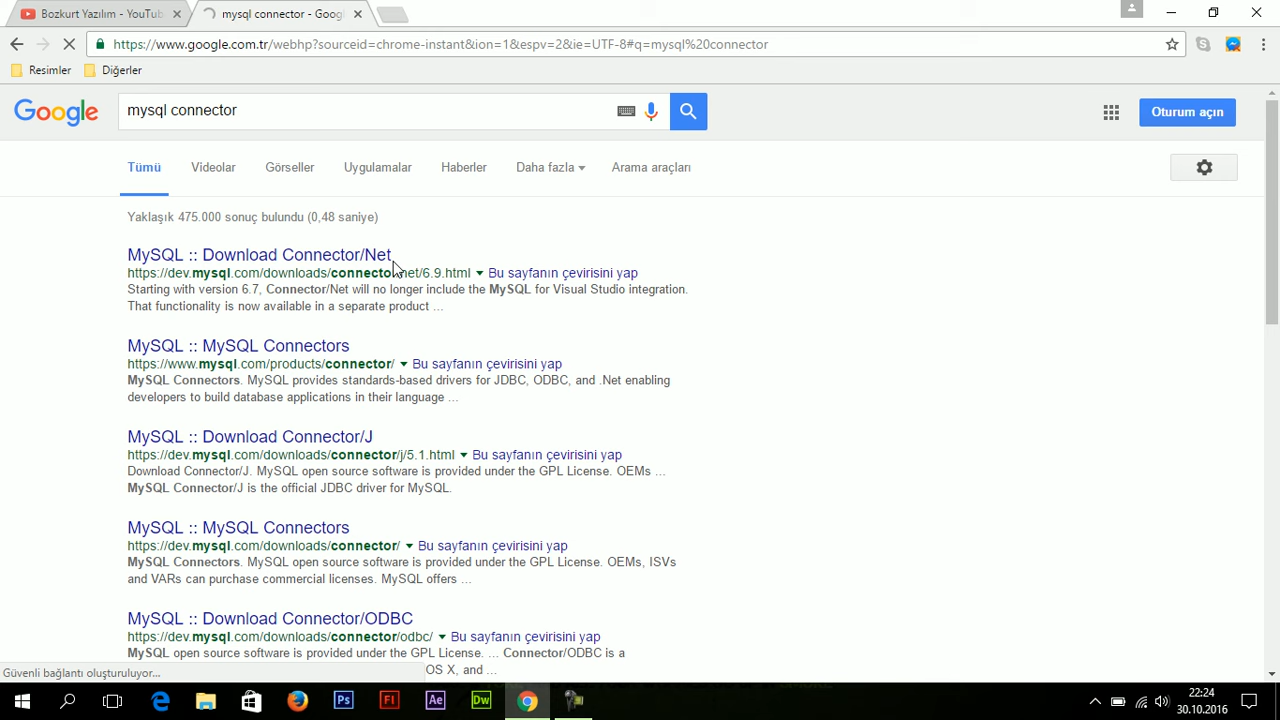 Bozkurt Yazılım - YouTub
mysql connector - Goog
https://www.google.com.tr/webhp?sourceid=chrome-instant&ion=1&espv=2&ie=UTF-8#q=mysql%20connector
Resimler
Diğerler
Google
mysql connector
Oturum açın
Tümü
Videolar
Görseller
Uygulamalar
Haberler
Daha fazla
Arama araçları
Yaklaşık 475.000 sonuç bulundu (0,48 saniye)
MySQL :: Download Connector/Net
https://dev.mysql.com/downloads/connector/net/6.9.html Bu sayfanın çevirisini yap
Starting with version 6.7, Connector/Net will no longer include the MySQL for Visual Studio integration.
That functionality is now available in a separate product ...
MySQL :: MySQL Connectors
https://www.mysql.com/products/connector/ Bu sayfanın çevirisini yap
MySQL Connectors. MySQL provides standards-based drivers for JDBC, ODBC, and .Net enabling
developers to build database applications in their language ...
MySQL :: Download Connector/J
https://dev.mysql.com/downloads/connector/j/5.1.html Bu sayfanın çevirisini yap
Download Connector/J. MySQL open source software is provided under the GPL License. OEMs ...
MySQL Connector/J is the official JDBC driver for MySQL.
MySQL :: MySQL Connectors
https://dev.mysql.com/downloads/connector/ Bu sayfanın çevirisini yap
MySQL Connectors. MySQL open source software is provided under the GPL License. OEMs, ISVs
and VARs can purchase commercial licenses. MySQL offers ...
MySQL :: Download Connector/ODBC
https://dev.mysql.com/downloads/connector/odbc/ Bu sayfanın çevirisini yap
MySQL open source software is provided under the GPL License. ... Connector/ODBC is a
OS X, and ...
Güvenli bağlantı oluşturuluyor...
Ps
Fl
Ae
Dw
22:24
30.10.2016